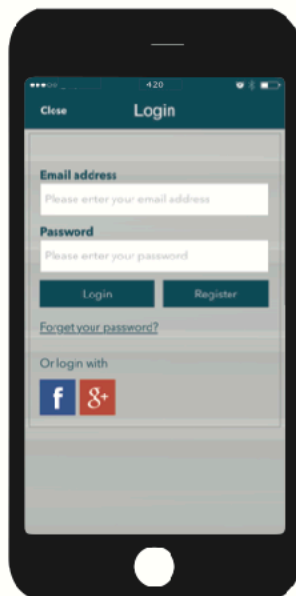 420
Close Login
Email address
Please enter your email address
Password
Please enter your password
Login Register
Forget your password?
Or login with
f 8+